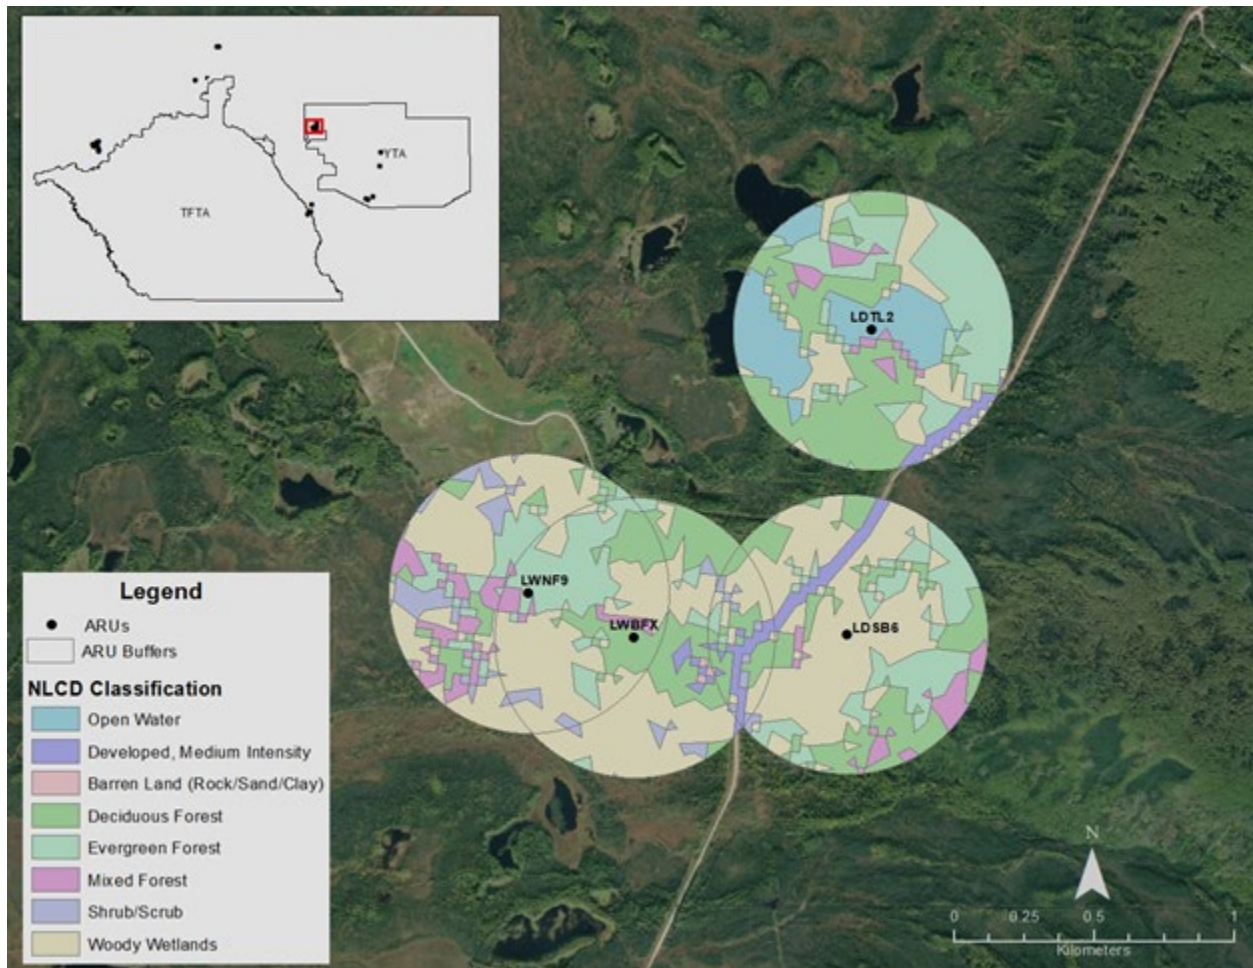 YTA
TFTA
LDTL2
LWNF9
LWBFX
LDSB6
Legend
ARUs
ARU Buffers
NLCD Classification
Open Water
Developed, Medium Intensity
Barren Land (Rock/Sand/Clay)
Deciduous Forest
Evergreen Forest
Mixed Forest
Shrub/Scrub
Woody Wetlands
N
0 0.25 0.5 1
Kilometers